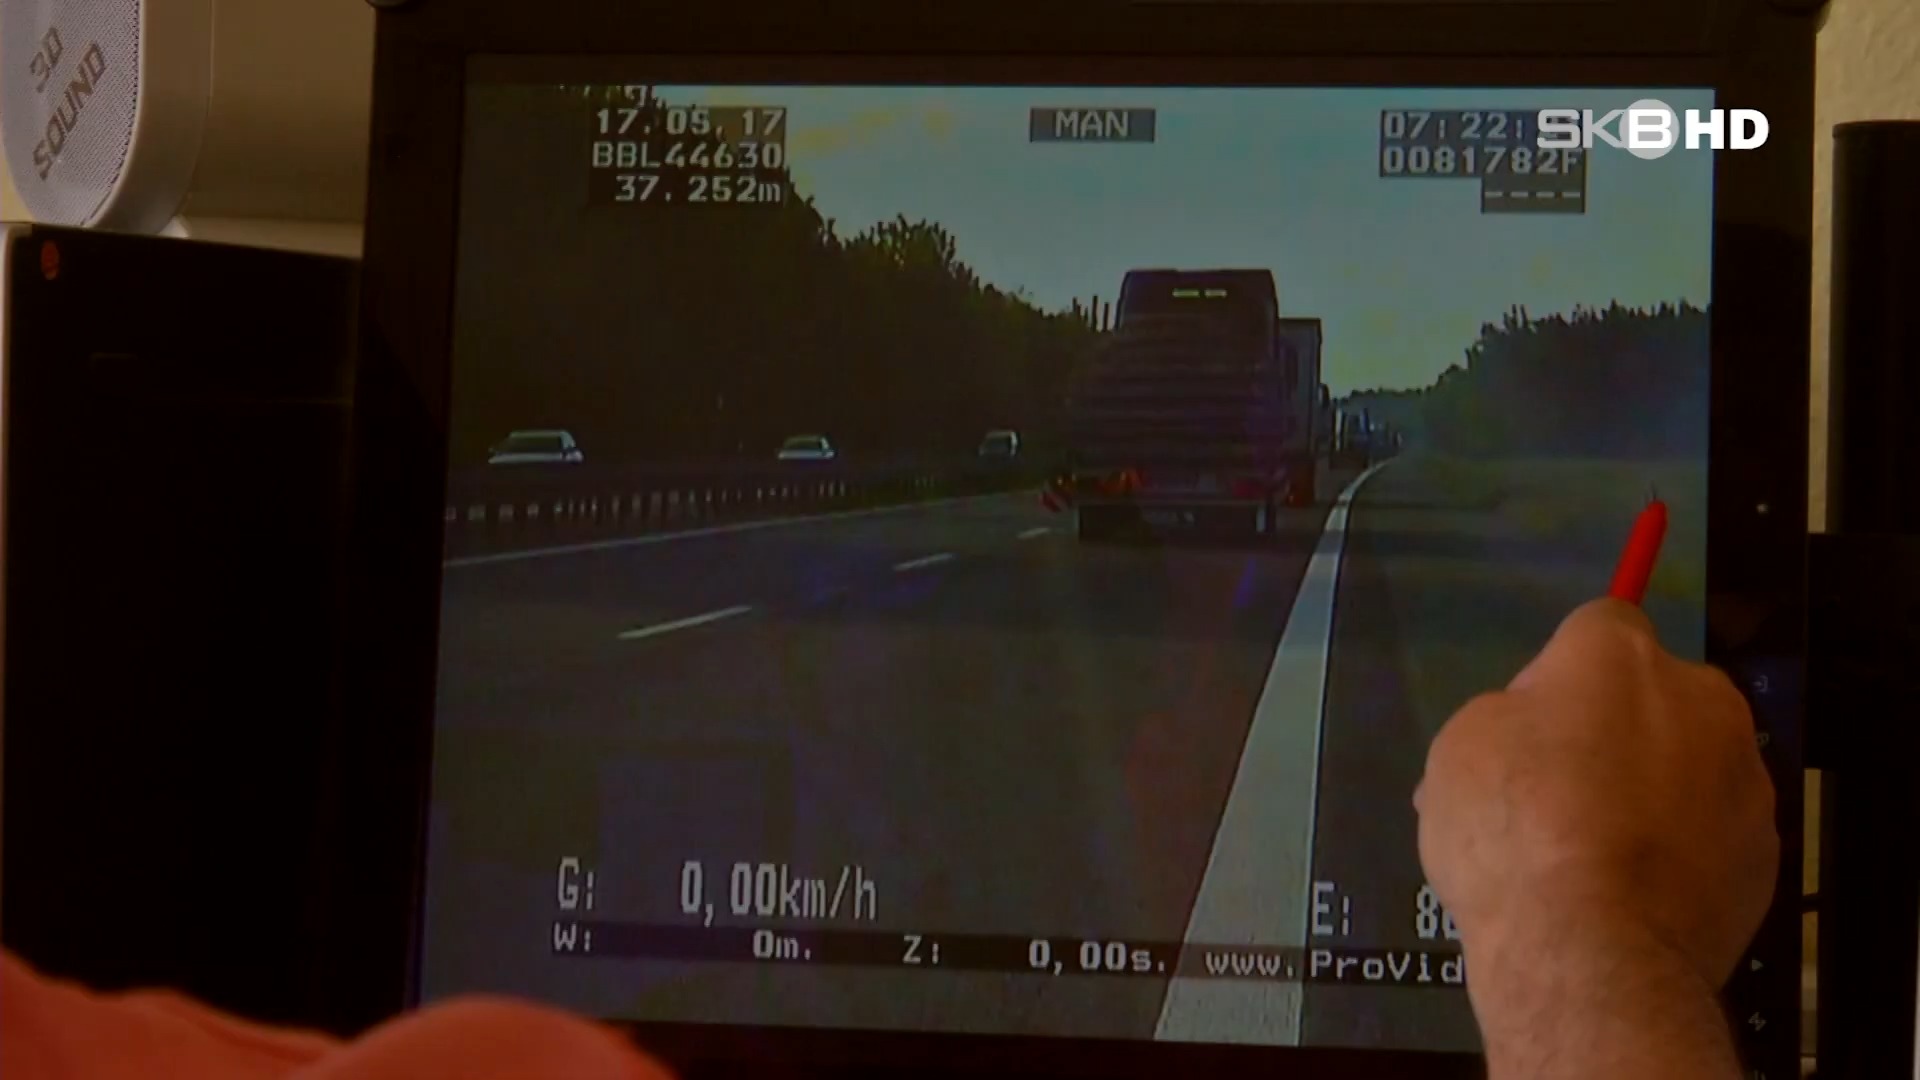 3D
SOUND
17.05.17
BBL44630
37.252m
MAN
07:22:
0081782F
----
SKB HD
G: 0,00km/h
E:
W: 0m. Z: 0,00s. www.ProVid